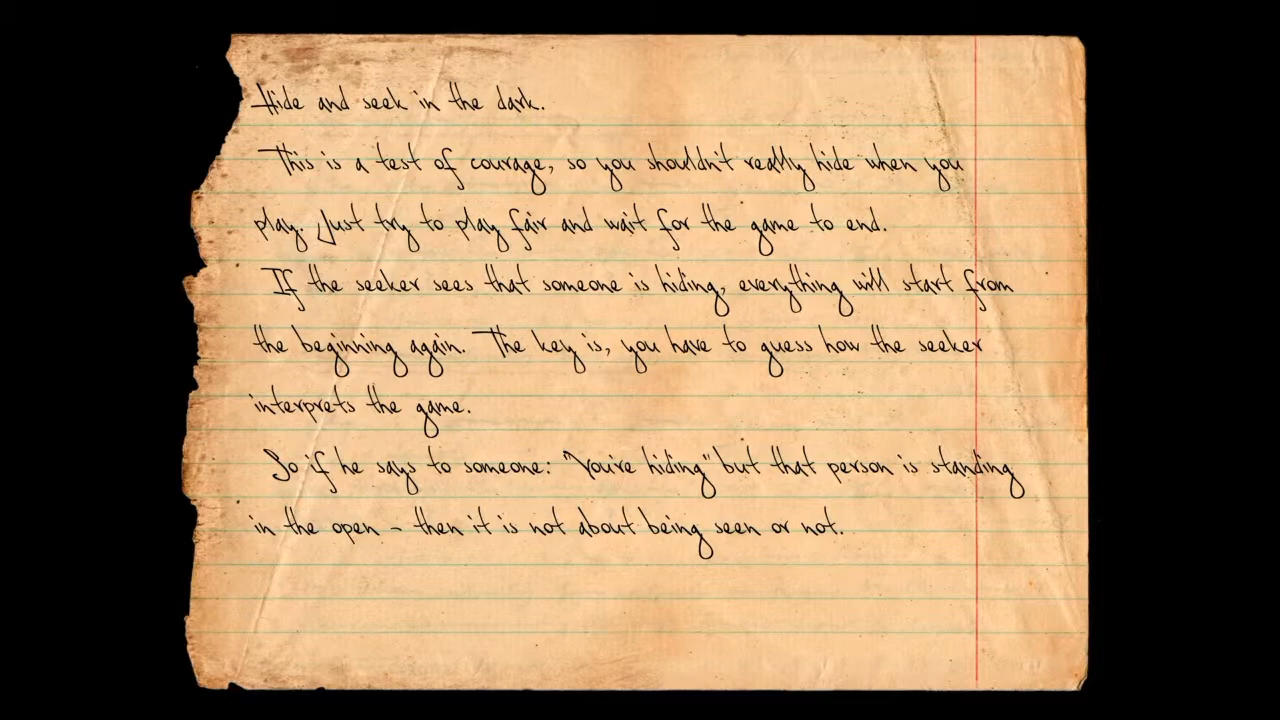 Hide and seek in the dark.
This is a test of courage, so you shouldn't really hide when you
play. Just try to play fair and wait for the game to end.
If the seeker sees that someone is hiding, everything will start from
the beginning again. The key is, you have to guess how the seeker
interprets the game.
So if he says to someone: "You're hiding" but that person is standing
in the open - then it is not about being seen or not.